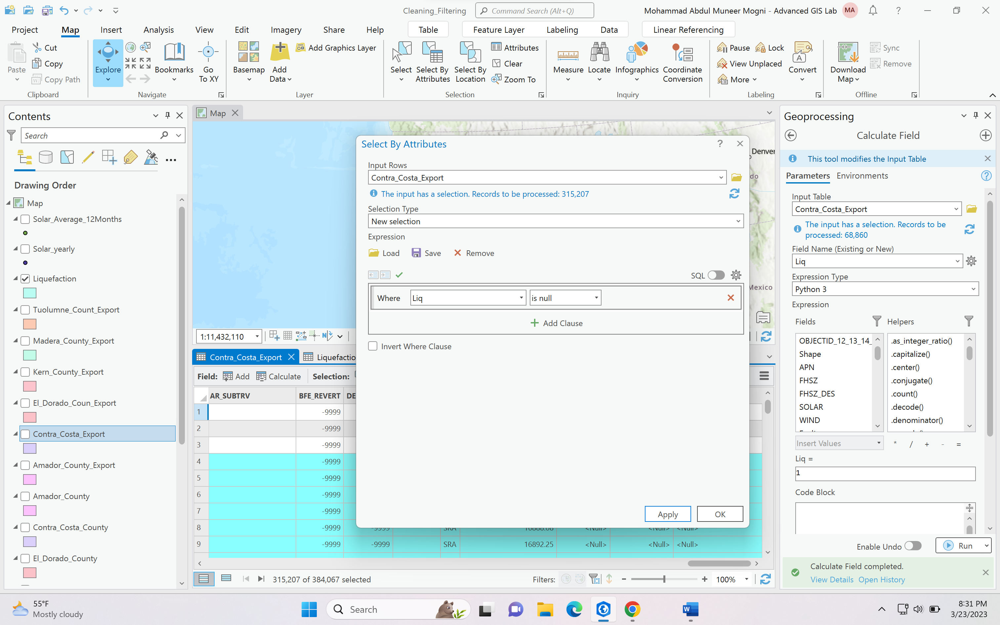 Cleaning_Filtering
Command Search (Alt+Q)
Mohammad Abdul Muneer Mogni - Advanced GIS Lab
MA
?
Project
Map
Insert
Analysis
View
Edit
Imagery
Share
Help
Table
Feature Layer
Labeling
Data
Linear Referencing
Paste
Cut
Copy
Copy Path
Clipboard
Explore
Bookmarks
Go
To XY
Navigate
Basemap
Add
Data
Add Graphics Layer
Layer
Select
Select By
Attributes
Select By
Location
Attributes
Clear
Zoom To
Selection
Measure
Locate
Infographics
Coordinate
Conversion
Inquiry
Pause
Lock
View Unplaced
More
Convert
Labeling
Download
Map
Sync
Remove
Offline
Contents
Search
Drawing Order
Map
Solar_Average_12Months
Solar_yearly
Liquefaction
Tuolumne_Count_Export
Madera_County_Export
Kern_County_Export
El_Dorado_Coun_Export
Contra_Costa_Export
Amador_County_Export
Amador_County
Contra_Costa_County
El_Dorado_County
Map
Denver
do
Mexico
1:11,432,110
Select By Attributes
?
Input Rows
Contra_Costa_Export
The input has a selection. Records to be processed: 315,207
Selection Type
New selection
Expression
Load
Save
Remove
SQL
Where
Liq
is null
Add Clause
Invert Where Clause
Apply
OK
Contra_Costa_Export
Liquefactio
Field:
Add
Calculate
Selection:
AR_SUBTRV
BFE_REVERT
DE
1
-9999
2
-9999
3
-9999
4
-9999
5
-9999
6
-9999
7
-9999
8
-9999
-9999
SRA
16888.08
<Null>
<Null>
<Null>
9
-9999
-9999
SRA
16892.25
<Null>
<Null>
<Null>
315,207 of 384,067 selected
Filters:
100%
Geoprocessing
Calculate Field
This tool modifies the Input Table
Parameters
Environments
?
Input Table
Contra_Costa_Export
The input has a selection. Records to be
processed: 68,860
Field Name (Existing or New)
Liq
Expression Type
Python 3
Expression
Fields
Helpers
OBJECTID_12_13_14_
Shape
APN
FHSZ
FHSZ_DES
SOLAR
WIND
.as_integer_ratio()
.capitalize()
.center()
.conjugate()
.count()
.decode()
.denominator()
Insert Values
* / + - =
Liq =
1
Code Block
Enable Undo
Run
Calculate Field completed.
View Details
Open History
55°F
Mostly cloudy
Search
8:31 PM
3/23/2023